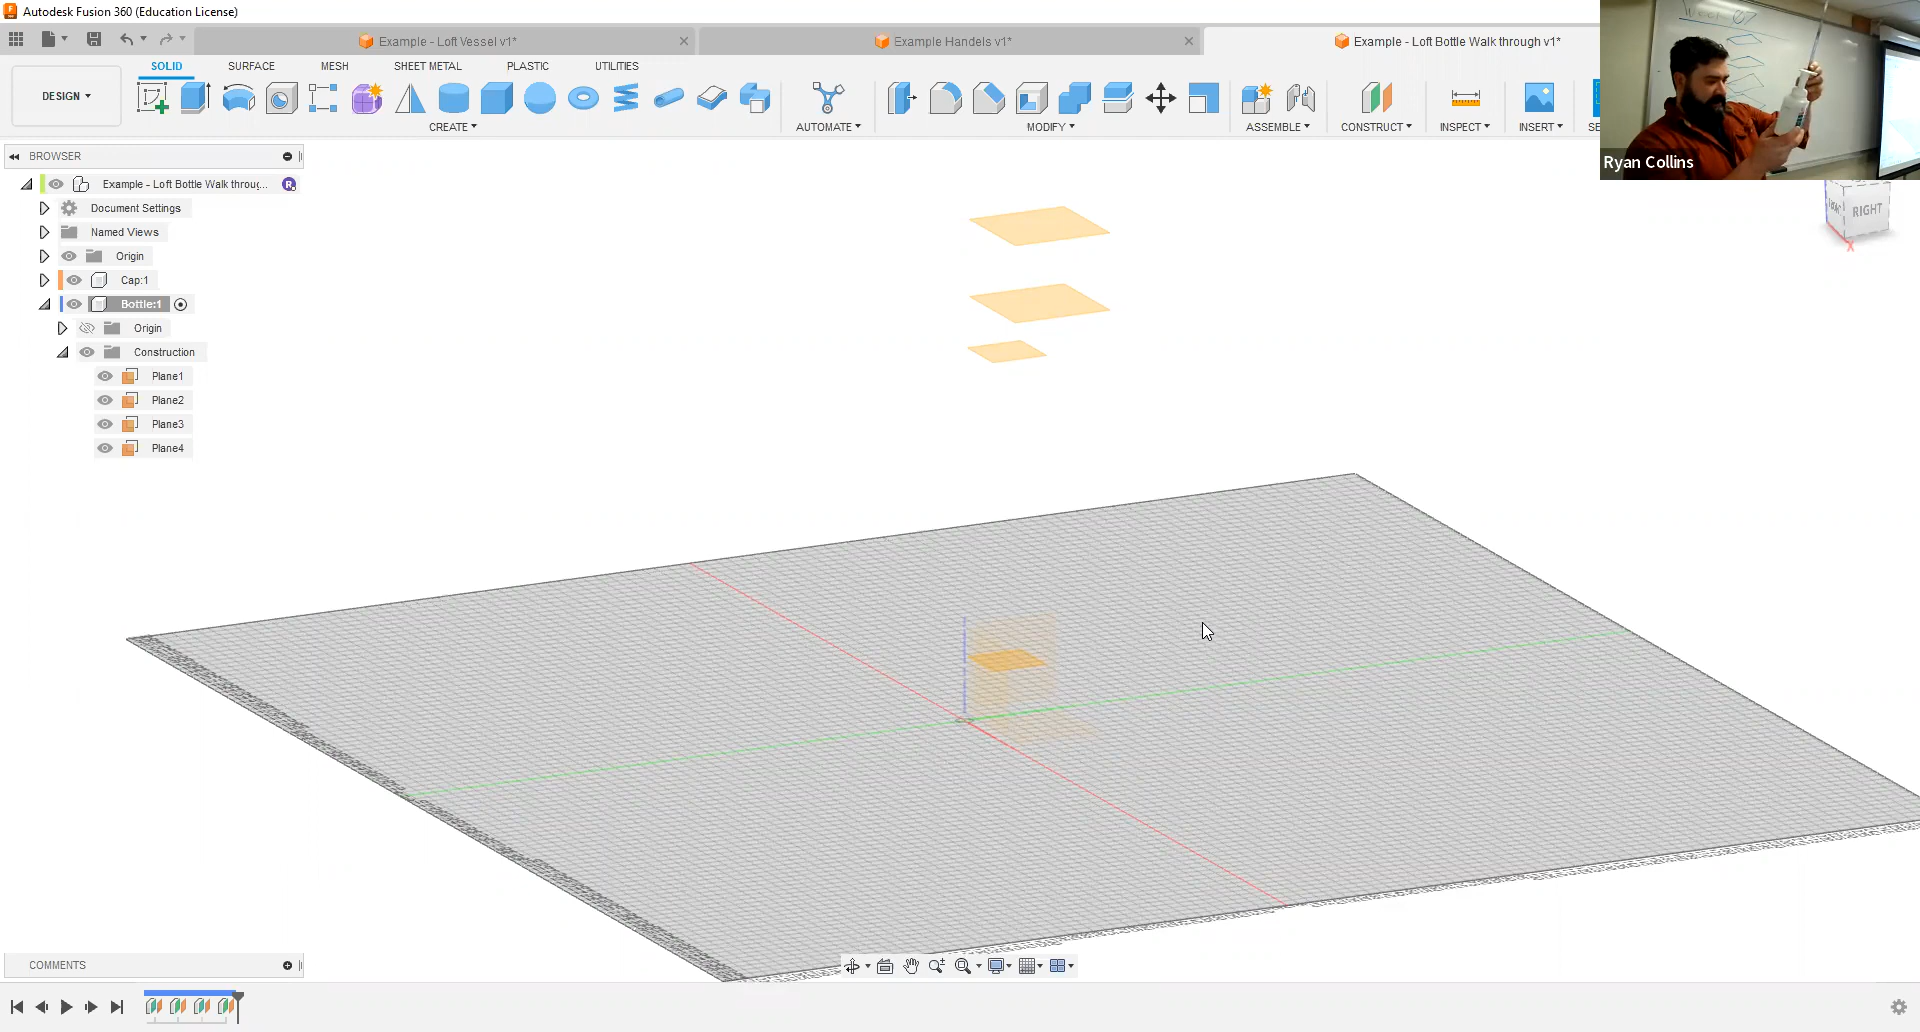 Autodesk Fusion 360 (Education License)
Example - Loft Vessel v1*
Example Handels v1*
Example - Loft Bottle Walk through v1*
Week 07
SOLID
SURFACE
MESH
SHEET METAL
PLASTIC
UTILITIES
DESIGN
CREATE
AUTOMATE
MODIFY
ASSEMBLE
CONSTRUCT
INSPECT
INSERT
SE
Ryan Collins
BROWSER
RIGHT
X
Example - Loft Bottle Walk throug...
R
Document Settings
Named Views
Origin
Cap:1
Bottle:1
Origin
Construction
Plane1
Plane2
Plane3
Plane4
COMMENTS